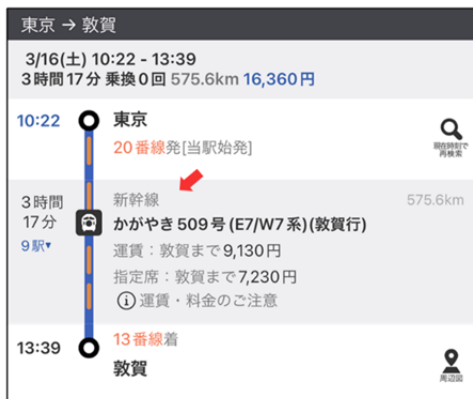 東京 → 敦賀
3/16(土) 10:22 - 13:39
3時間17分 乗換0回 575.6km 16,360円
10:22 東京
20番線発[当駅始発]
現在時刻で
再検索
3時間
17分
9駅▾
新幹線 575.6km
かがやき509号(E7/W7系)(敦賀行)
運賃：敦賀まで9,130円
指定席：敦賀まで7,230円
運賃・料金のご注意
13番線着
13:39 敦賀
周辺図